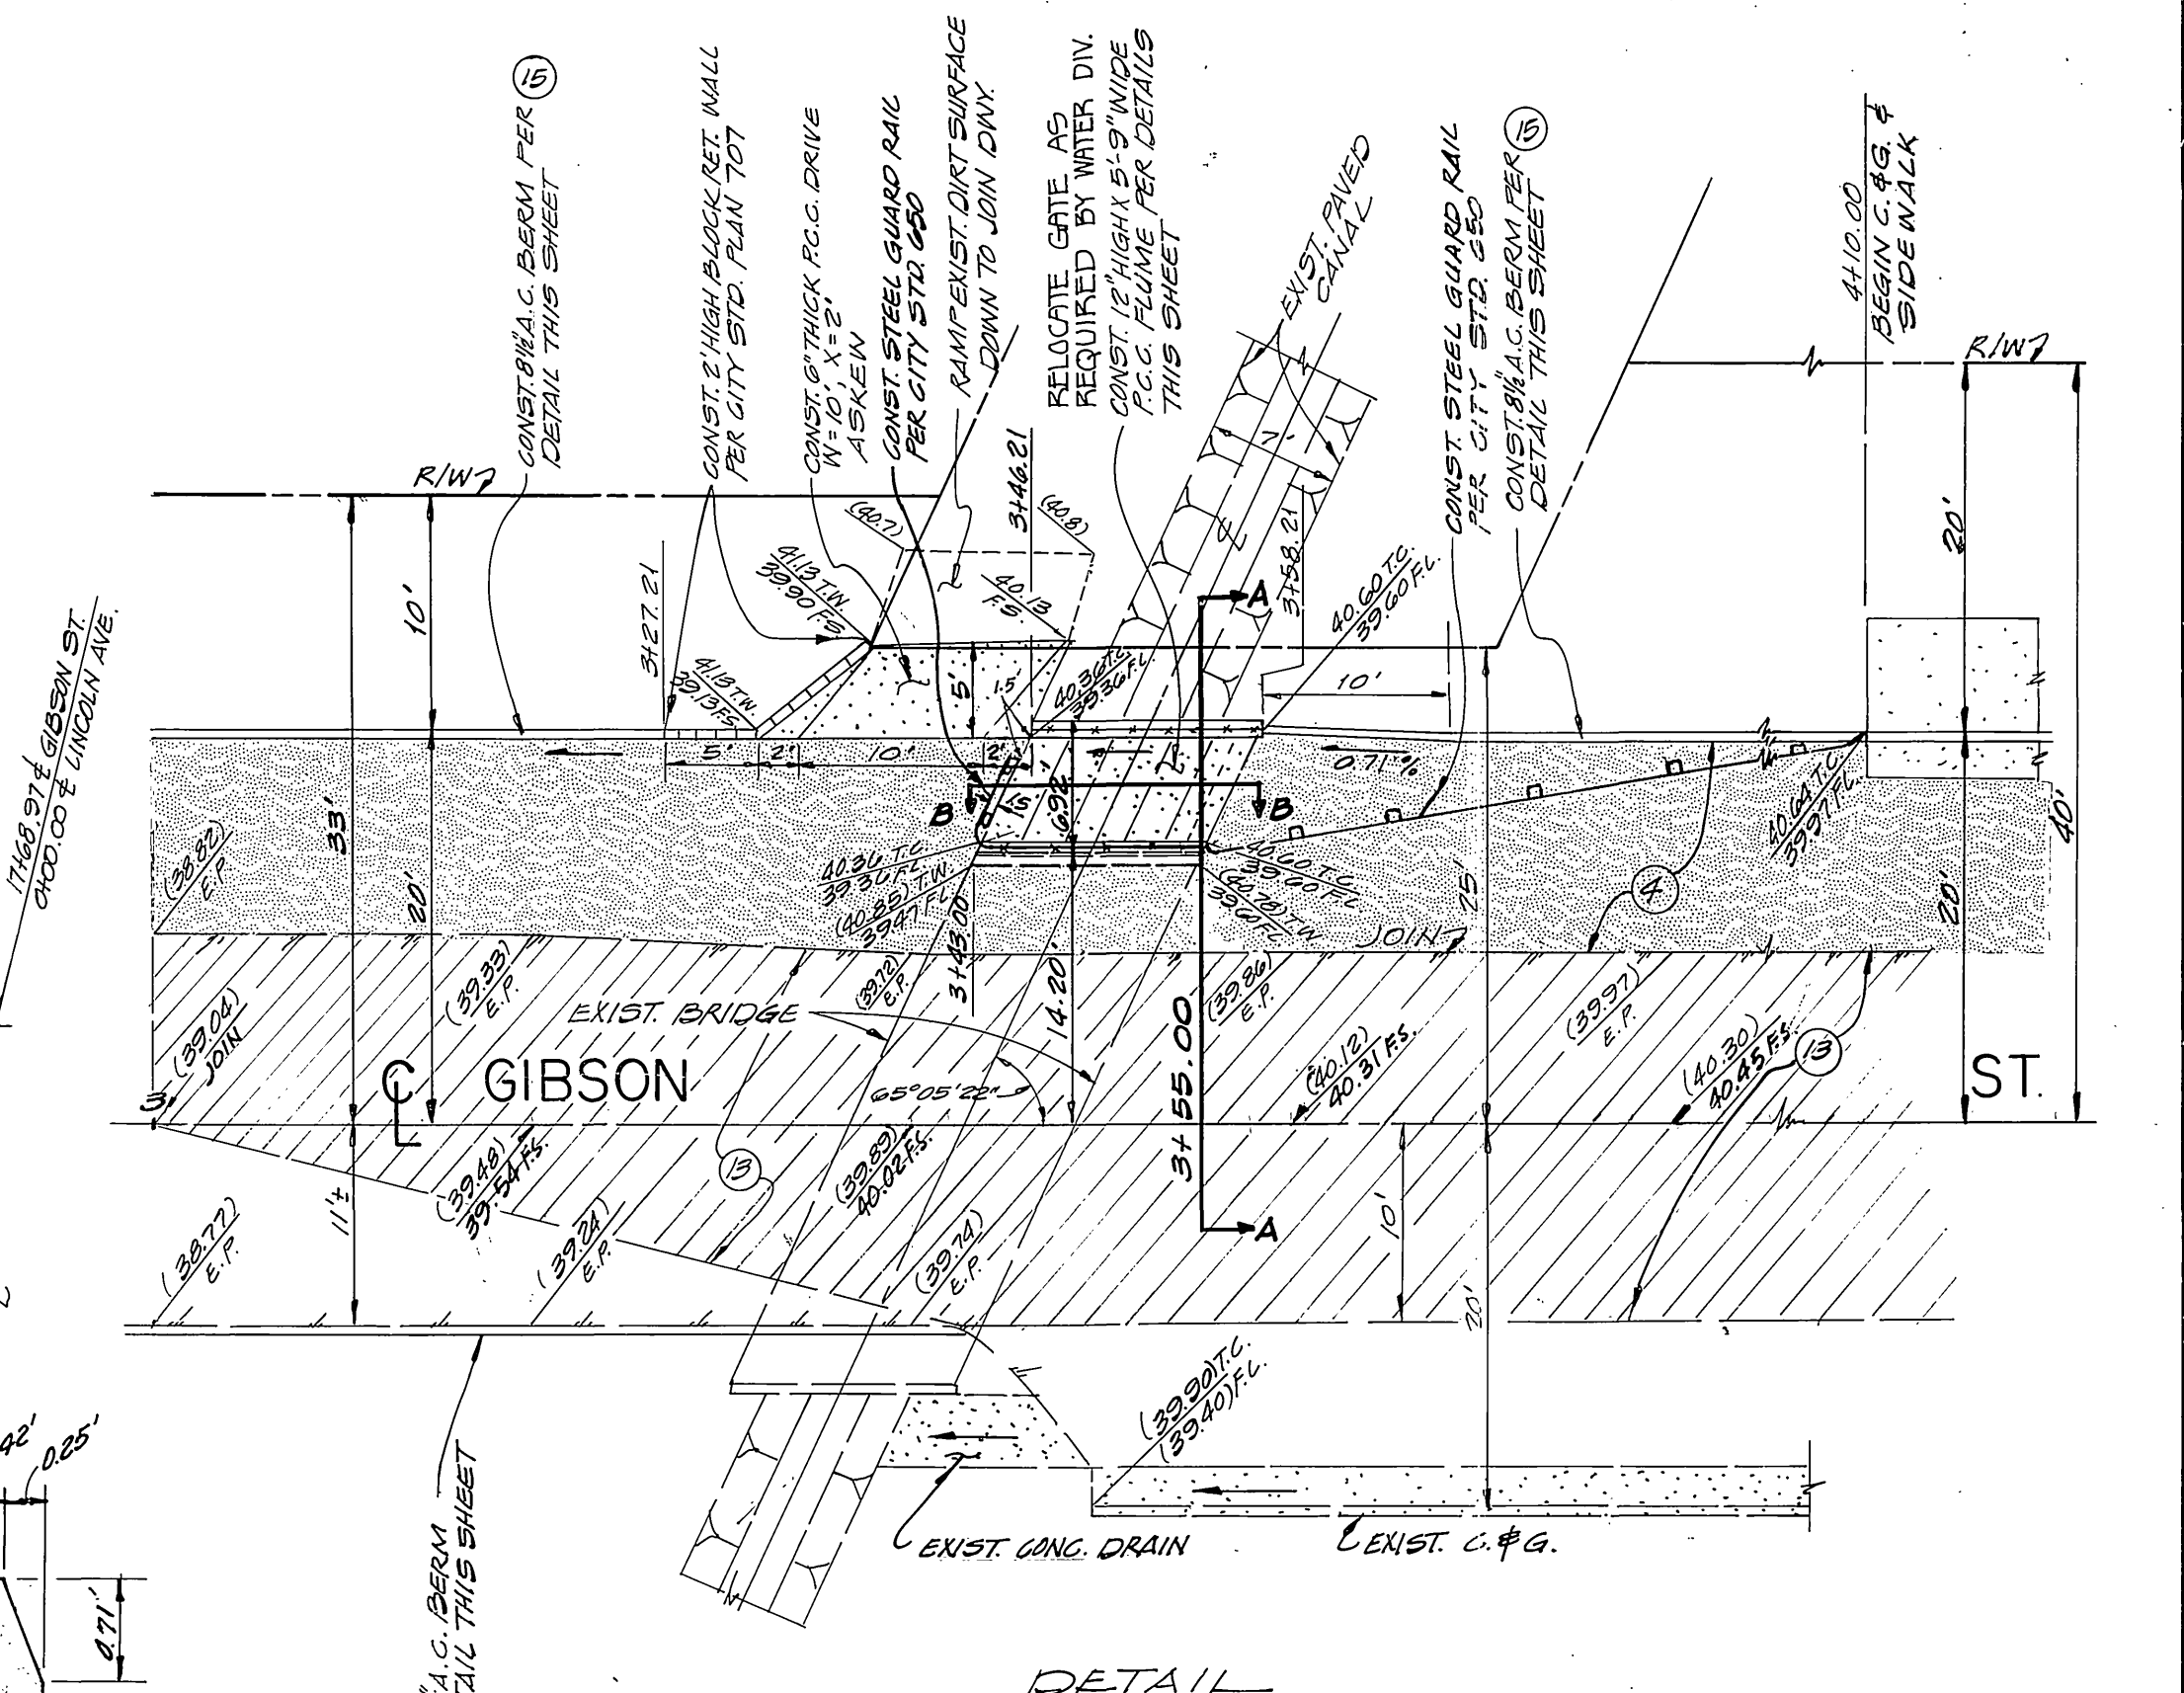 CONST. 8½" A.C. BERM PER 15
DETAIL THIS SHEET
CONST. 2' HIGH BLOCK RET. WALL
PER CITY STD. PLAN 707
CONST. 6" THICK P.C.C. DRIVE
W=10', X=2'
ASKEW
CONST. STEEL GUARD RAIL
PER CITY STD. 650
RAMP EXIST. DIRT SURFACE
DOWN TO JOIN DWY.
RELOCATE GATE AS
REQUIRED BY WATER DIV.
CONST. 12" HIGH X 5'-9" WIDE
P.C.C. FLUME PER DETAILS
THIS SHEET
EXIST. PAVED
CANAL
CONST. STEEL GUARD RAIL
PER CITY STD. 650
CONST. 8½" A.C. BERM PER 15
DETAIL THIS SHEET
4+10.00
BEGIN C. & G. &
SIDEWALK
R/W
R/W
17+68.97 ⅊ GIBSON ST.
0+00.00 ⅊ LINCOLN AVE.
10'
3+27.21
41.13 T.W.
39.90 F.S.
(40.7)
3+46.21
(40.8)
40.13
F.S.
7'
3+58.21
40.60 T.C.
39.60 F.L.
20'
41.13 T.W.
39.13 F.S.
5'
1.5'
40.36 T.C.
39.36 F.L.
A
10'
5'
2'
10'
2'
0.71%
B
1.5'
6.92'
B
33'
20'
(38.82)
E.P.
40.36 T.C.
39.36 F.L.
(40.85) T.W.
39.47 F.L.
40.60 T.C.
39.60 F.L.
(40.78) T.W.
39.60 F.L.
25'
4
40.64 T.C.
39.97 F.L.
20'
40'
JOIN
(39.04)
JOIN
(39.33)
E.P.
(39.72)
E.P.
3+43.00
14.20'
(39.86)
E.P.
(39.97)
E.P.
EXIST. BRIDGE
65°05'22"
3+55.00
(40.12)
40.31 F.S.
(40.30)
40.45 F.S.
13
3'
℄ GIBSON
ST.
11'±
(38.77)
E.P.
(39.48)
39.54 F.S.
(39.24)
E.P.
13
(39.89)
40.02 F.S.
(39.74)
E.P.
A
10'
20'
(39.90) T.C.
(39.40) F.L.
EXIST. CONC. DRAIN
EXIST. C. & G.
42'
0.25'
0.71'
" A.C. BERM
TAIL THIS SHEET
DETAIL